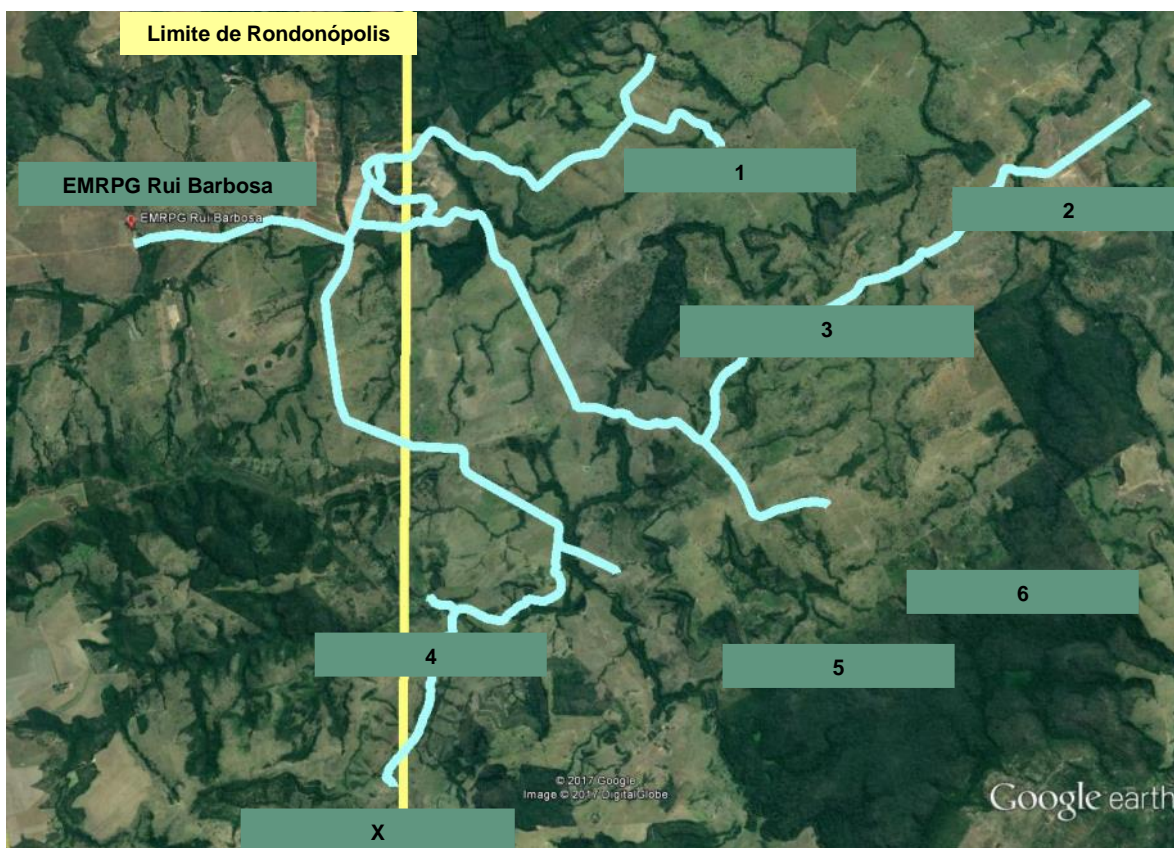 Limite de Rondonópolis
1
EMRPG Rui Barbosa
2
EMRPG Rui Barbosa
3
6
4
5
© 2017 Google
Image © 2017 DigitalGlobe
Google earth
X